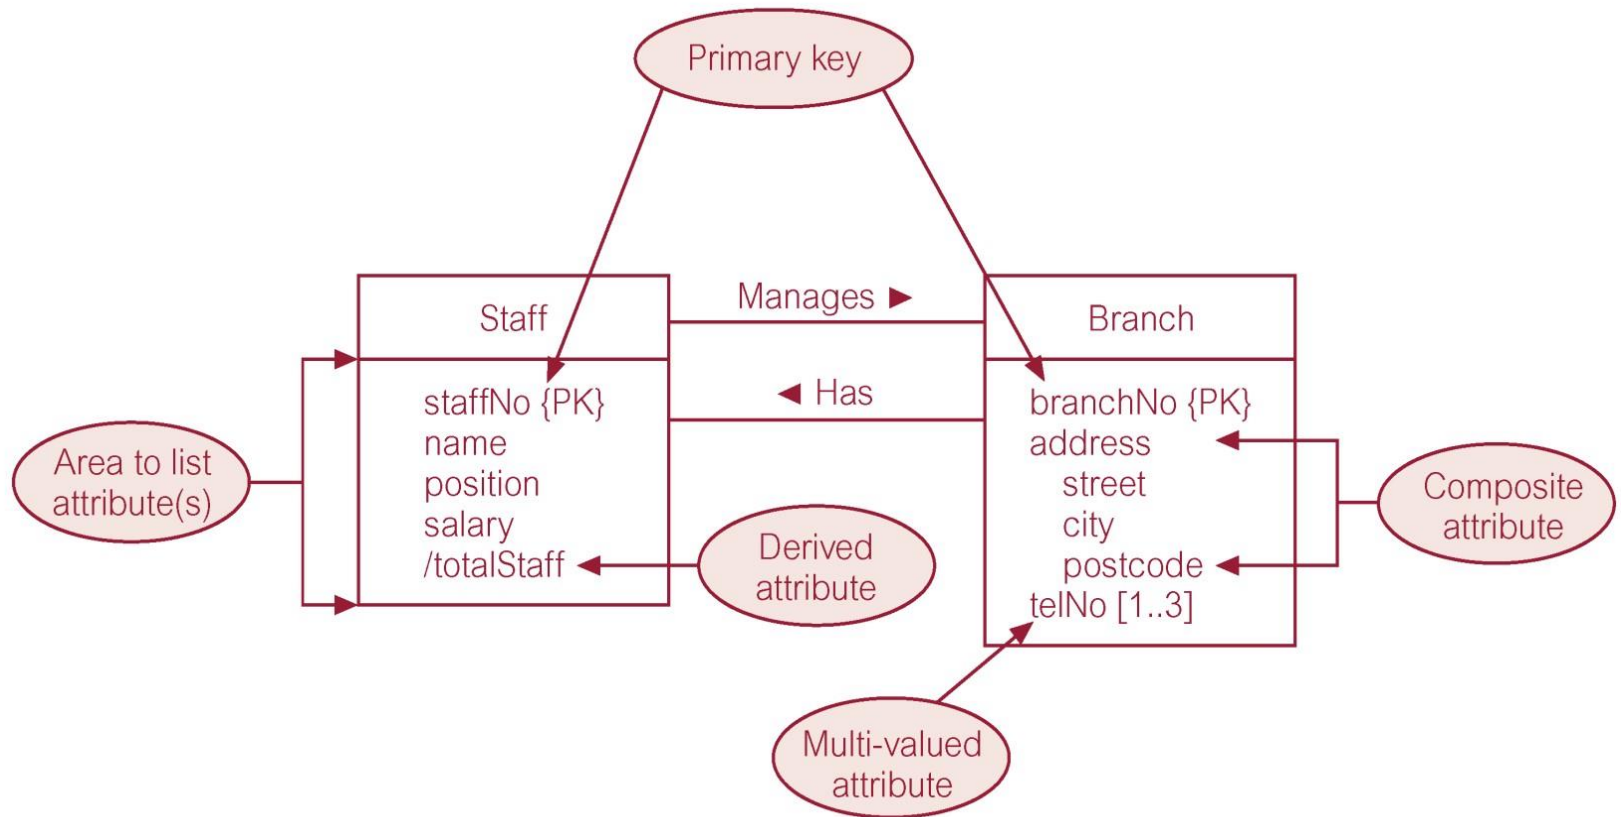 Primary key
Staff
Manages ►
Branch
◄ Has
staffNo {PK}
name
position
salary
/totalStaff
branchNo {PK}
address
street
city
postcode
telNo [1..3]
Area to list
attribute(s)
Derived
attribute
Composite
attribute
Multi-valued
attribute